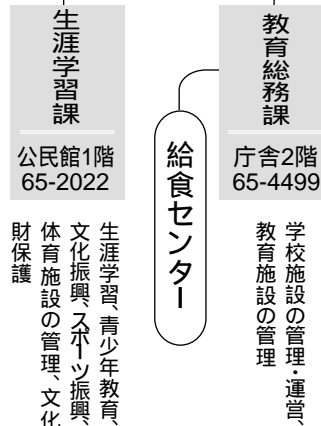 教育総務課
庁舎2階
65-4499
学校施設の管理・運営、
教育施設の管理
給食センター
生涯学習課
公民館1階
65-2022
生涯学習、青少年教育、
文化振興、スポーツ振興、
体育施設の管理、文化
財保護